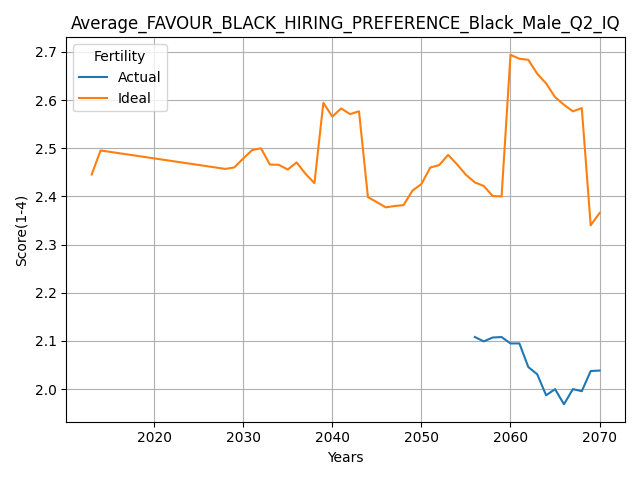 Average_FAVOUR_BLACK_HIRING_PREFERENCE_Black_Male_Q2_IQ
Fertility
Actual
Ideal
2.7
2.6
2.5
2.4
2.3
2.2
2.1
2.0
Score(1-4)
2020 2030 2040 2050 2060 2070
Years